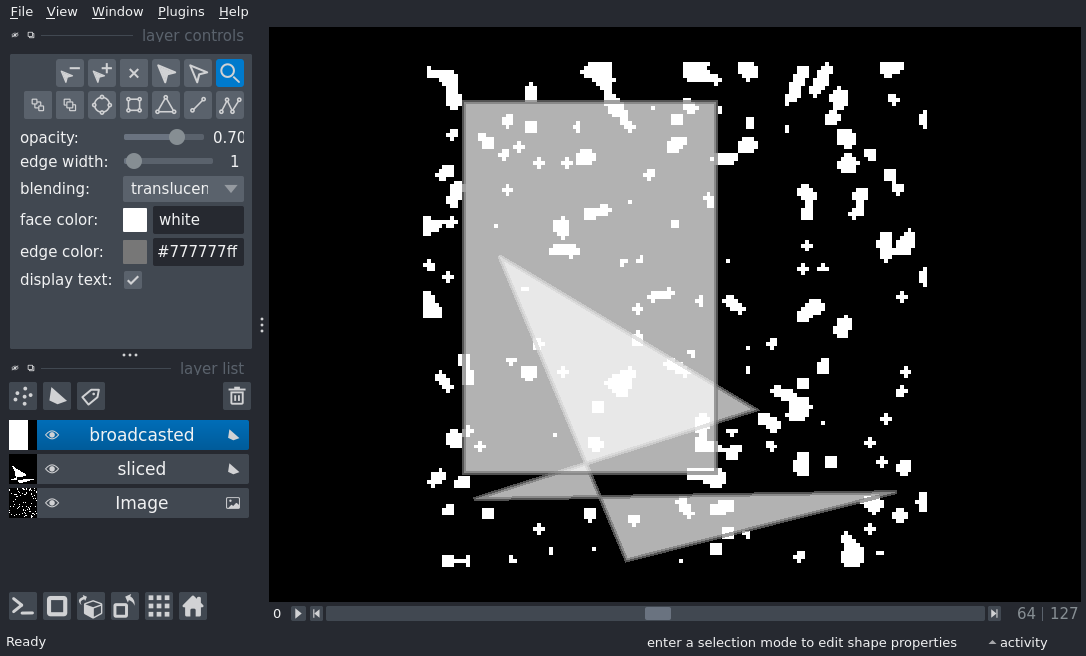 File View Window Plugins Help
layer controls
opacity: 0.70
edge width: 1
blending: translucen
face color: white
edge color: #777777ff
display text:
layer list
broadcasted
sliced
Image
0 64 | 127
Ready enter a selection mode to edit shape properties activity